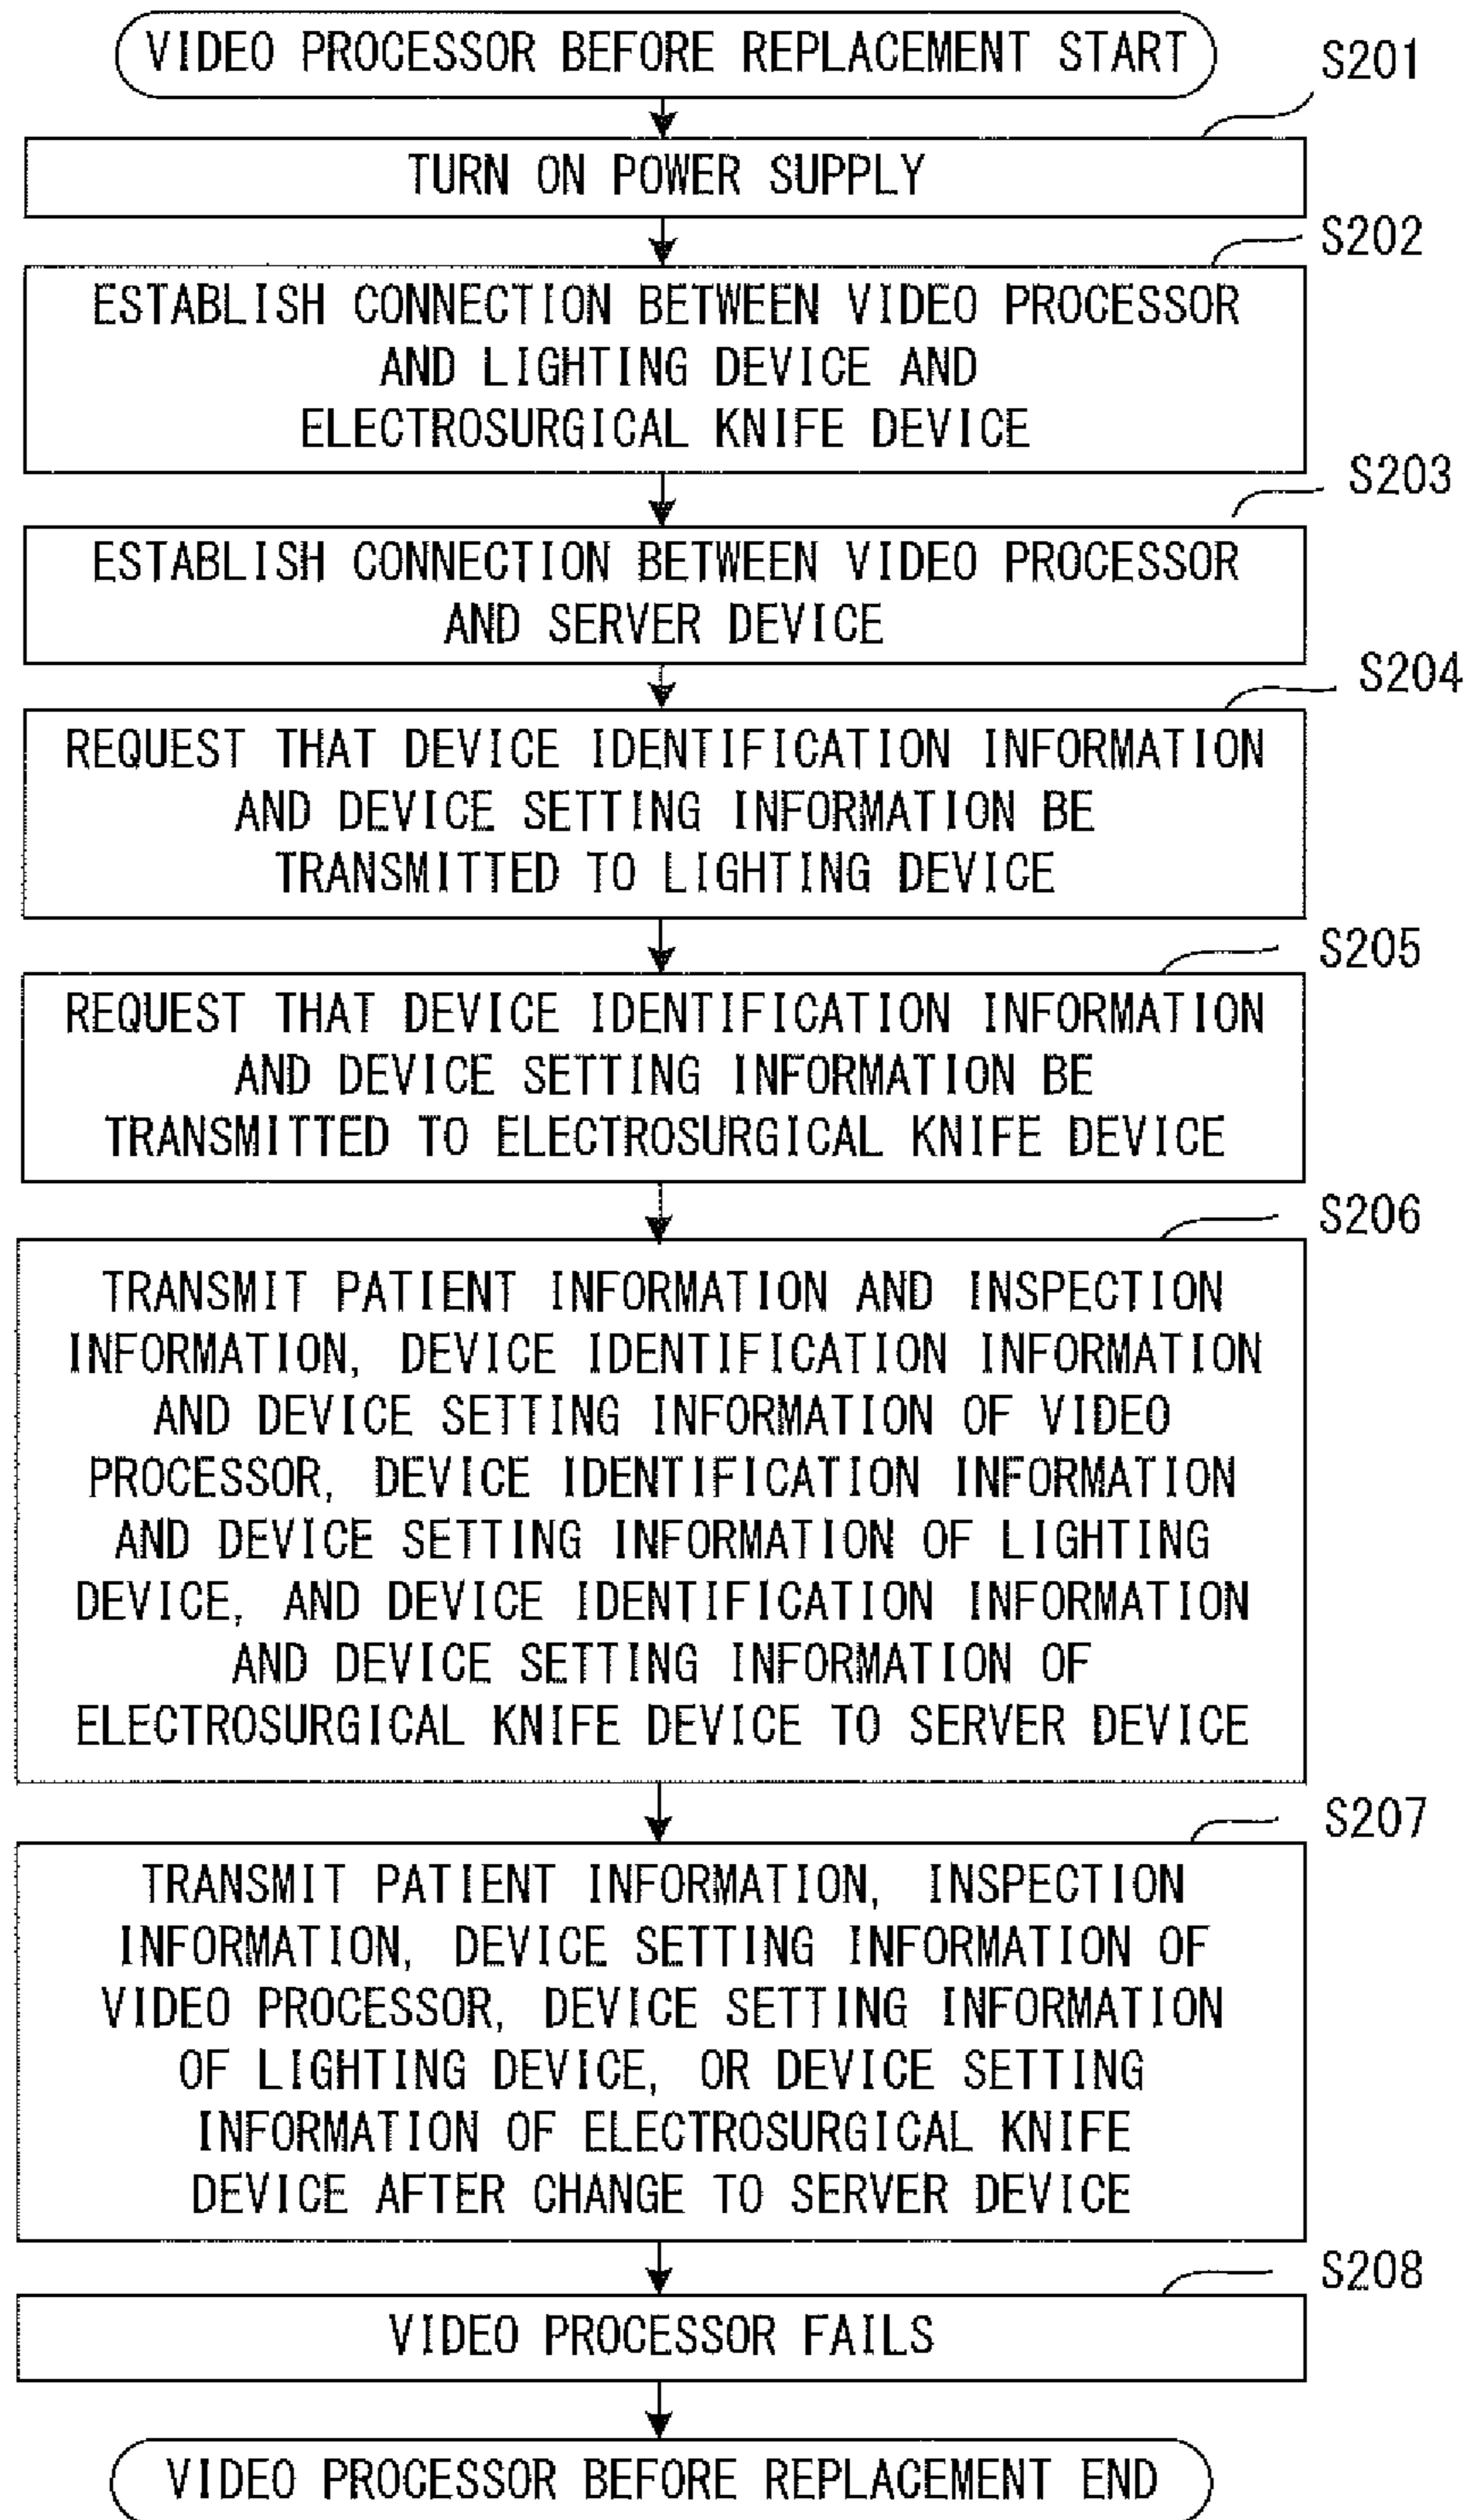 VIDEO PROCESSOR BEFORE REPLACEMENT START
S201
TURN ON POWER SUPPLY
S202
ESTABLISH CONNECTION BETWEEN VIDEO PROCESSOR
AND LIGHTING DEVICE AND
ELECTROSURGICAL KNIFE DEVICE
S203
ESTABLISH CONNECTION BETWEEN VIDEO PROCESSOR
AND SERVER DEVICE
S204
REQUEST THAT DEVICE IDENTIFICATION INFORMATION
AND DEVICE SETTING INFORMATION BE
TRANSMITTED TO LIGHTING DEVICE
S205
REQUEST THAT DEVICE IDENTIFICATION INFORMATION
AND DEVICE SETTING INFORMATION BE
TRANSMITTED TO ELECTROSURGICAL KNIFE DEVICE
S206
TRANSMIT PATIENT INFORMATION AND INSPECTION
INFORMATION, DEVICE IDENTIFICATION INFORMATION
AND DEVICE SETTING INFORMATION OF VIDEO
PROCESSOR, DEVICE IDENTIFICATION INFORMATION
AND DEVICE SETTING INFORMATION OF LIGHTING
DEVICE, AND DEVICE IDENTIFICATION INFORMATION
AND DEVICE SETTING INFORMATION OF
ELECTROSURGICAL KNIFE DEVICE TO SERVER DEVICE
S207
TRANSMIT PATIENT INFORMATION, INSPECTION
INFORMATION, DEVICE SETTING INFORMATION OF
VIDEO PROCESSOR, DEVICE SETTING INFORMATION
OF LIGHTING DEVICE, OR DEVICE SETTING
INFORMATION OF ELECTROSURGICAL KNIFE
DEVICE AFTER CHANGE TO SERVER DEVICE
S208
VIDEO PROCESSOR FAILS
VIDEO PROCESSOR BEFORE REPLACEMENT END